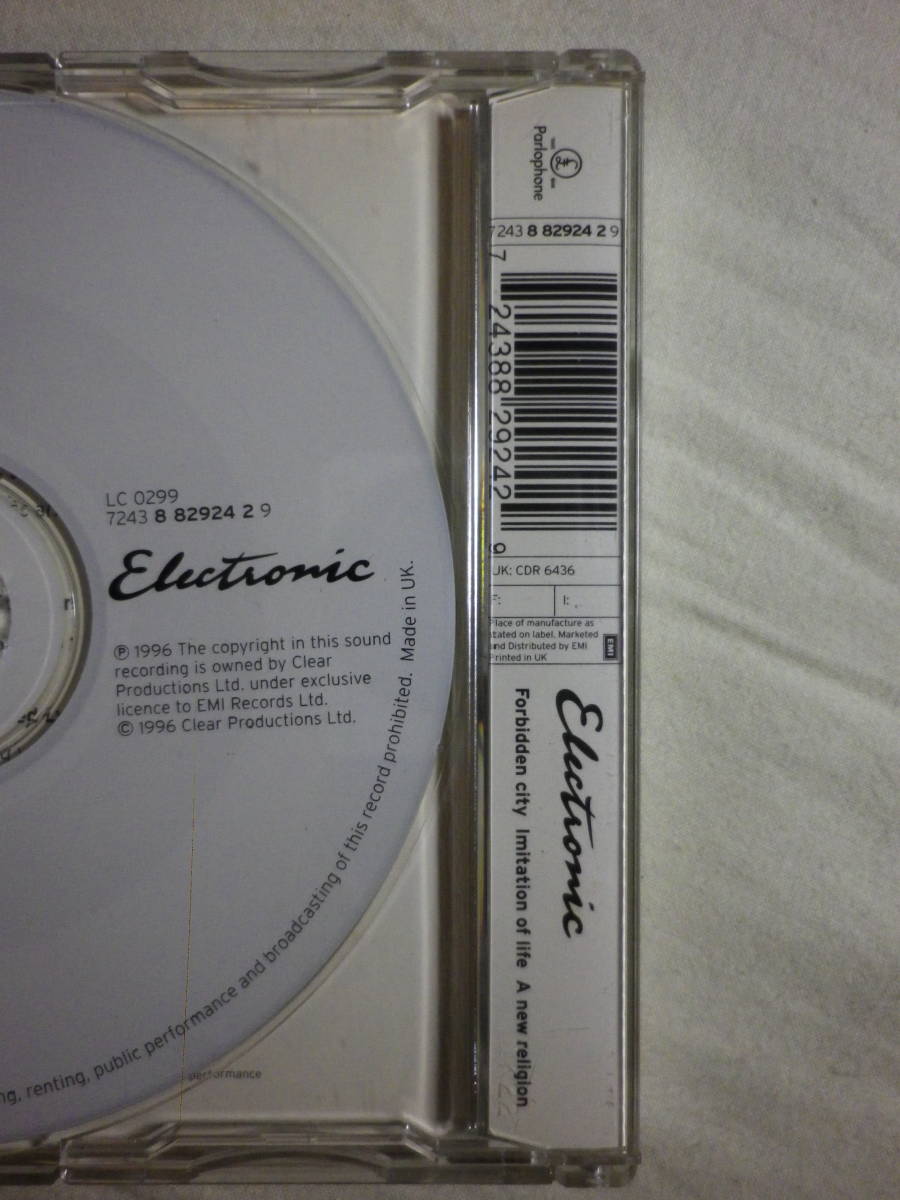 LC 0299
7243 8 82924 2 9
Electronic
℗ 1996 The copyright in this sound
recording is owned by Clear
Productions Ltd. under exclusive
licence to EMI Records Ltd.
© 1996 Clear Productions Ltd.
renting, public performance and broadcasting of this record prohibited. Made in UK.
performance
Parlophone
7243 8 82924 2 9
7 24388 29242 9
UK: CDR 6436
F: I:
Place of manufacture as
stated on label. Marketed
and Distributed by EMI
Printed in UK
EMI
Electronic
Forbidden city Imitation of life A new religion